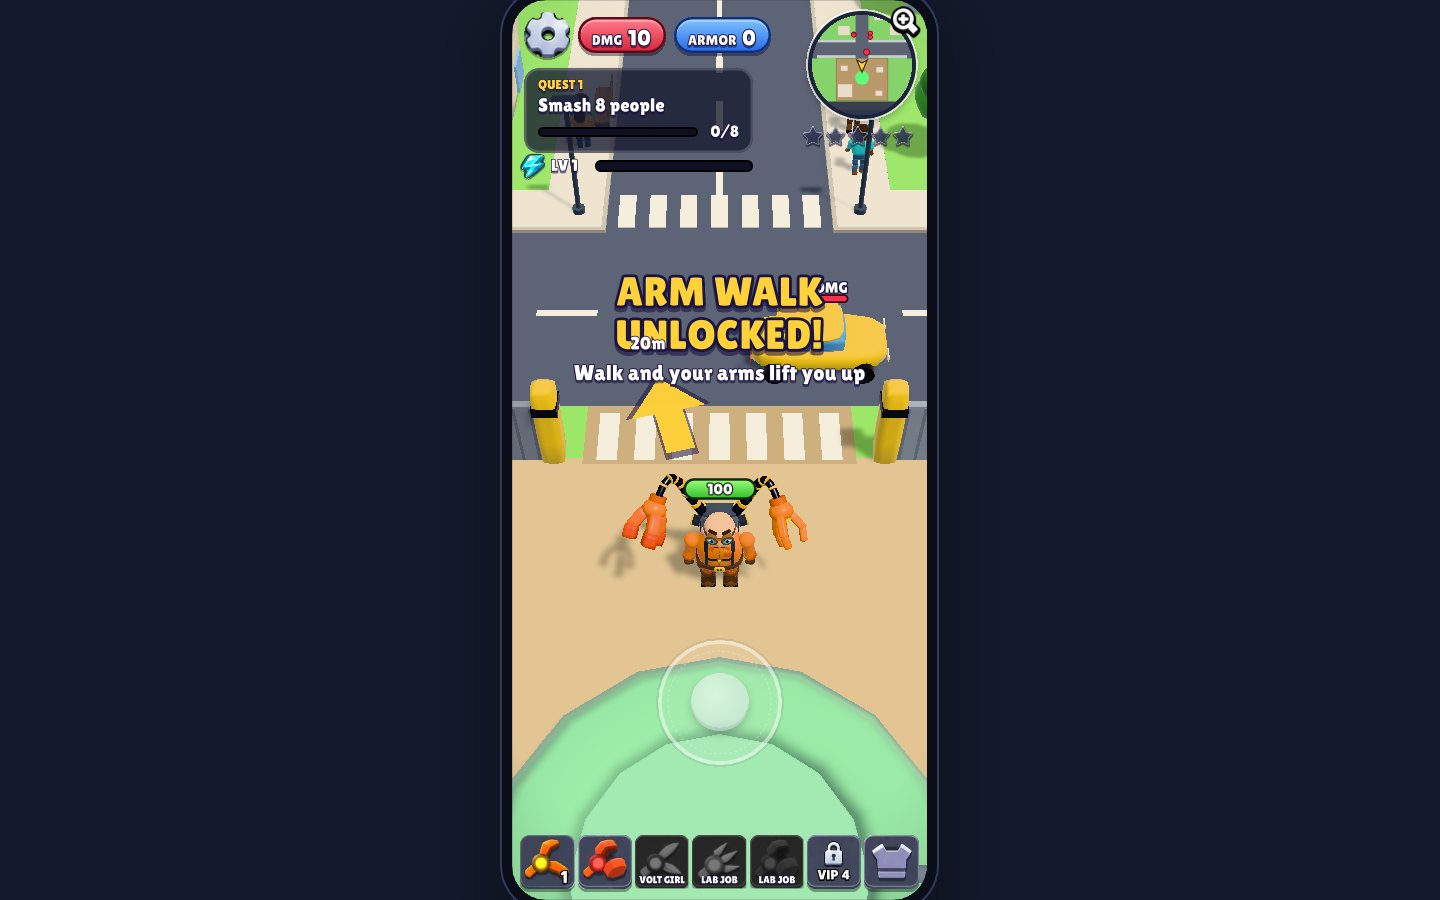 DMG 10
ARMOR 0
QUEST 1
Smash 8 people
0/8
LV 1
ARM WALK
UNLOCKED!
20m
Walk and your arms lift you up
100
1
VOLT GIRL
LAB JOB
LAB JOB
VIP 4